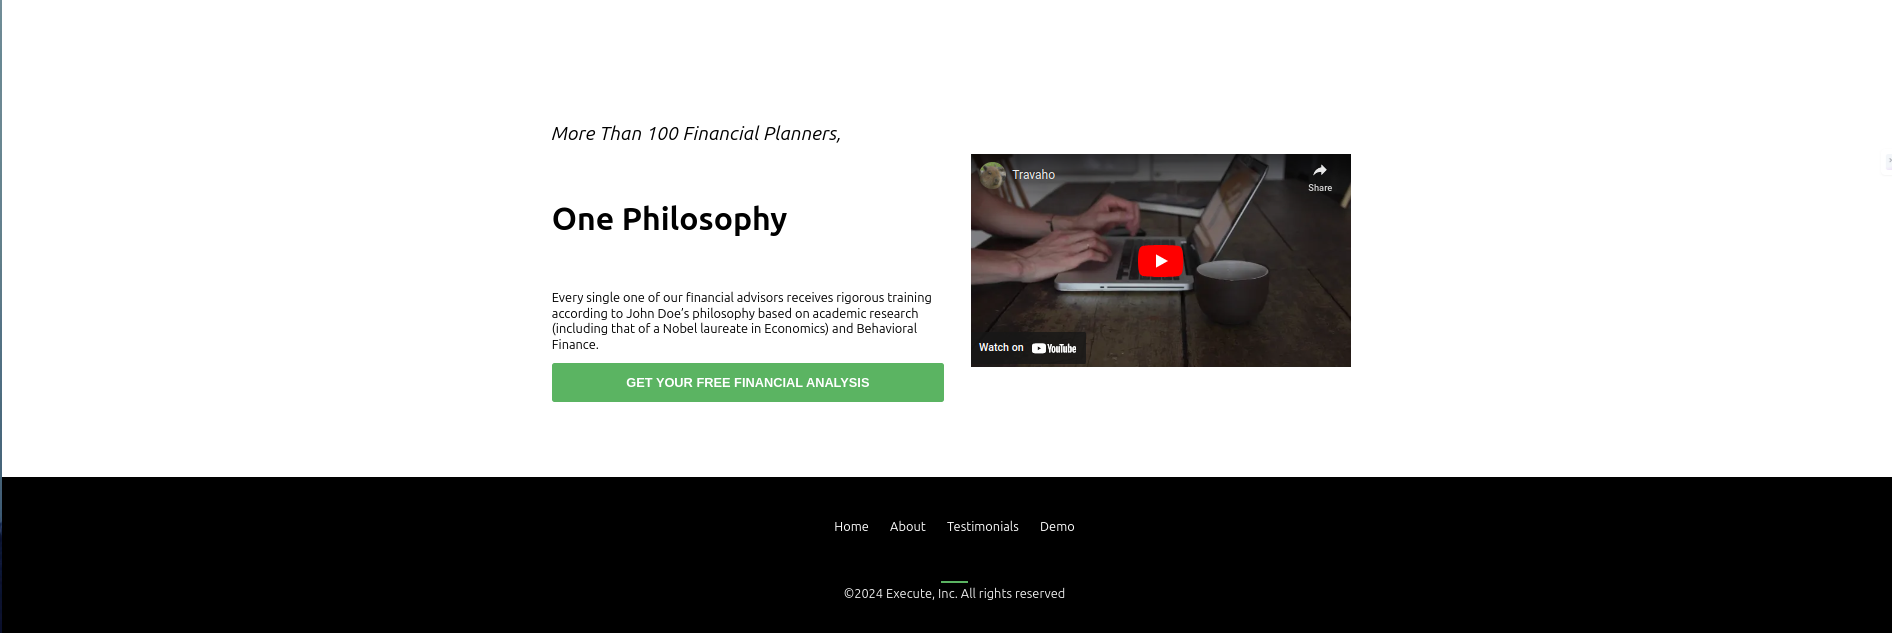 More Than 100 Financial Planners,
One Philosophy
Every single one of our financial advisors receives rigorous training
according to John Doe’s philosophy based on academic research
(including that of a Nobel laureate in Economics) and Behavioral
Finance.
GET YOUR FREE FINANCIAL ANALYSIS
Travaho
Share
Watch on YouTube
Home About Testimonials Demo
©2024 Execute, Inc. All rights reserved